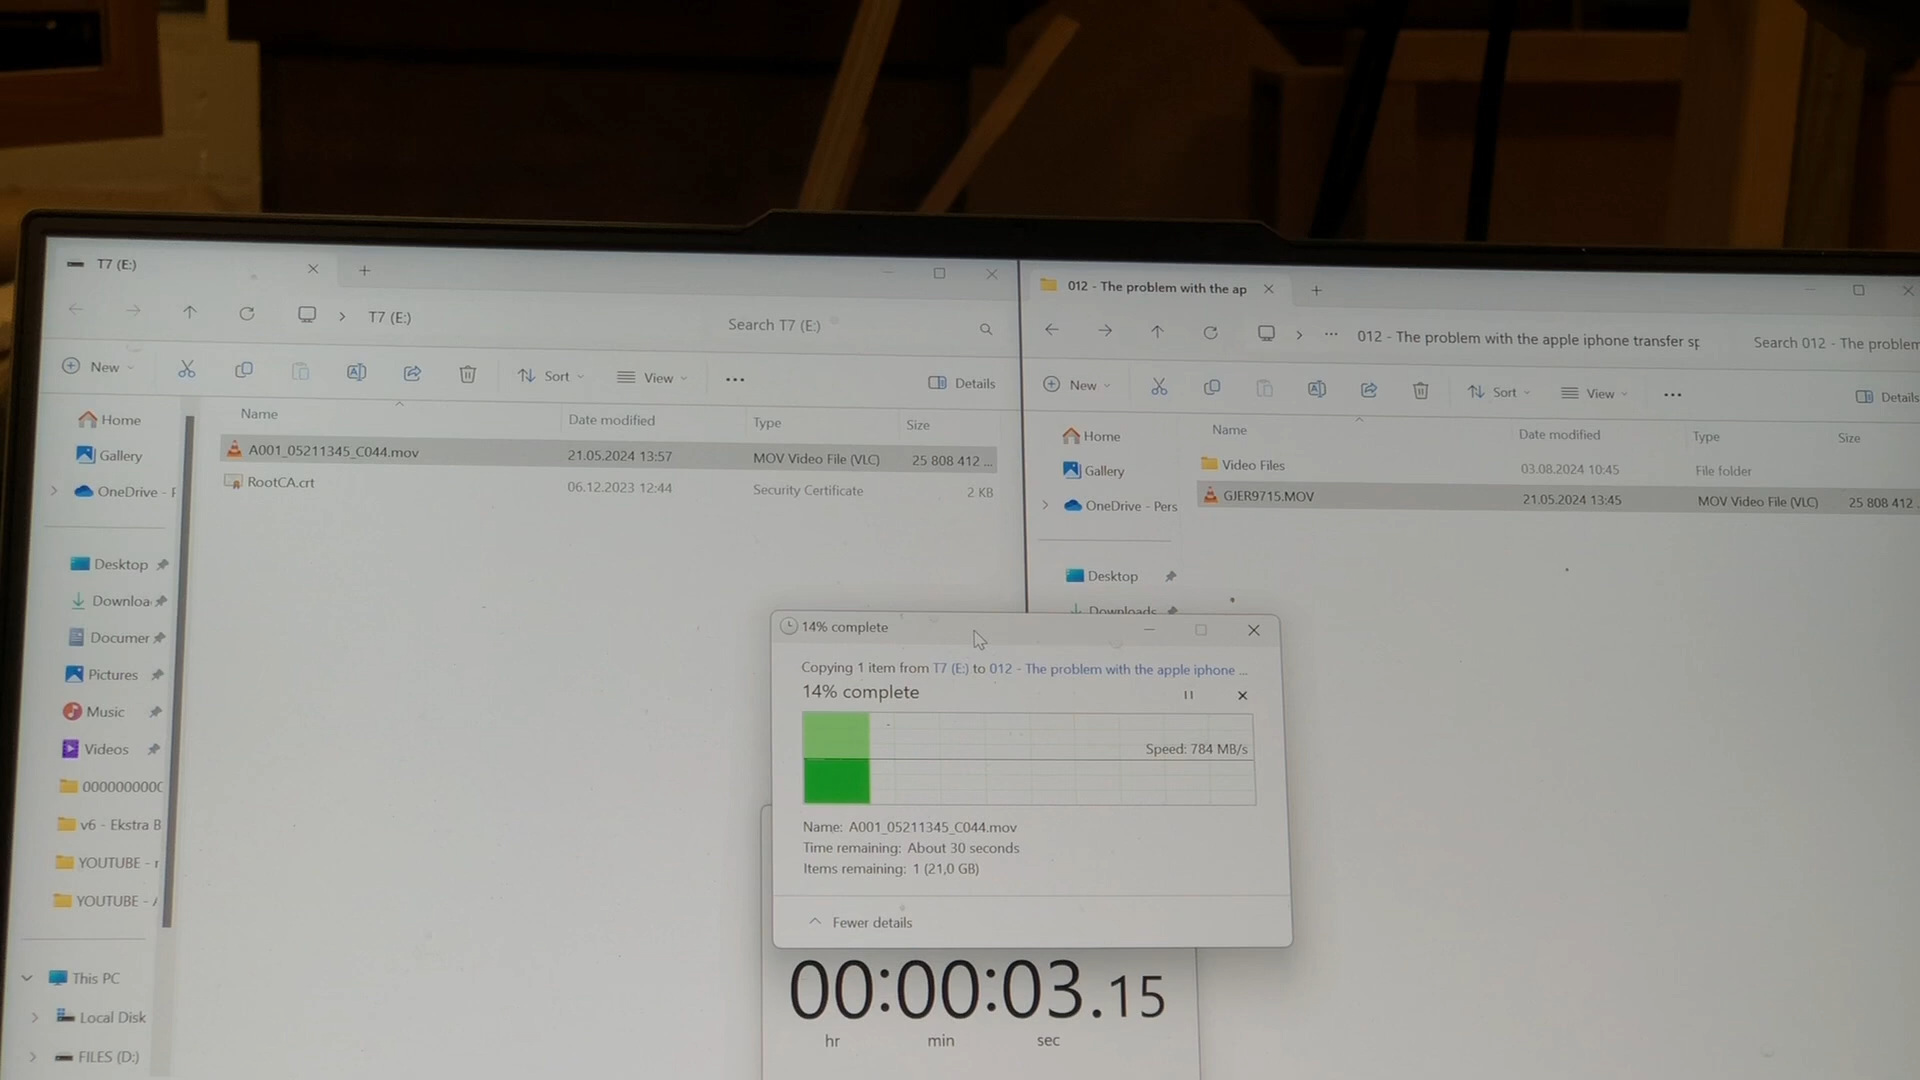 T7 (E:)
T7 (E:)
Search T7 (E:)
New
Sort
View
Details
Name
Date modified
Type
Size
A001_05211345_C044.mov
21.05.2024 13:57
MOV Video File (VLC)
25 808 412 ...
RootCA.crt
06.12.2023 12:44
Security Certificate
2 KB
Home
Gallery
OneDrive - F
Desktop
Downloa
Documer
Pictures
Music
Videos
000000000C
v6 - Ekstra B
YOUTUBE - r
YOUTUBE - /
This PC
Local Disk
FILES (D:)
012 - The problem with the ap
012 - The problem with the apple iphone transfer sp
Search 012 - The problem
New
Sort
View
Details
Name
Date modified
Type
Size
Video Files
03.08.2024 10:45
File folder
GJER9715.MOV
21.05.2024 13:45
MOV Video File (VLC)
25 808 412 ..
Home
Gallery
OneDrive - Pers
Desktop
Downloads
14% complete
Copying 1 item from T7 (E:) to 012 - The problem with the apple iphone ...
14% complete
Speed: 784 MB/s
Name: A001_05211345_C044.mov
Time remaining: About 30 seconds
Items remaining: 1 (21,0 GB)
Fewer details
00:00:03.15
hr min sec